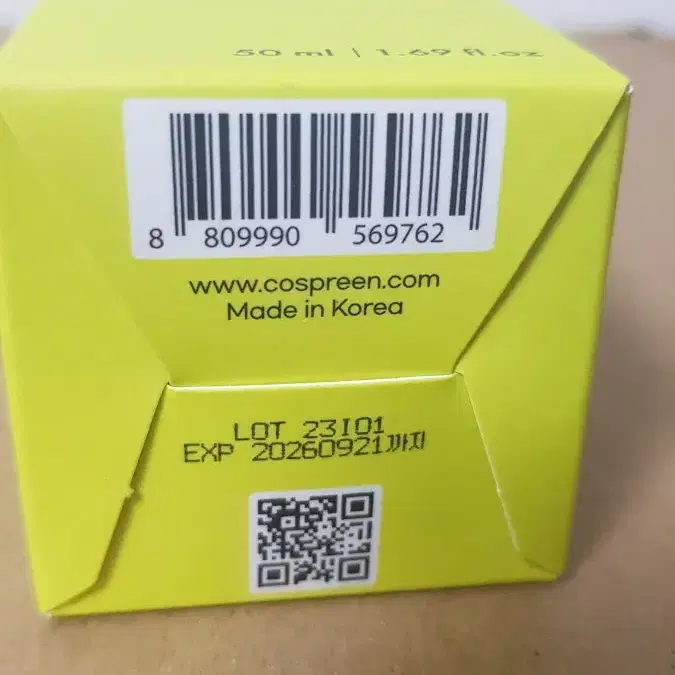 50 ml | 1.69 fl.oz
8 809990 569762
www.cospreen.com
Made in Korea
LOT 23I01
EXP 20260921까지